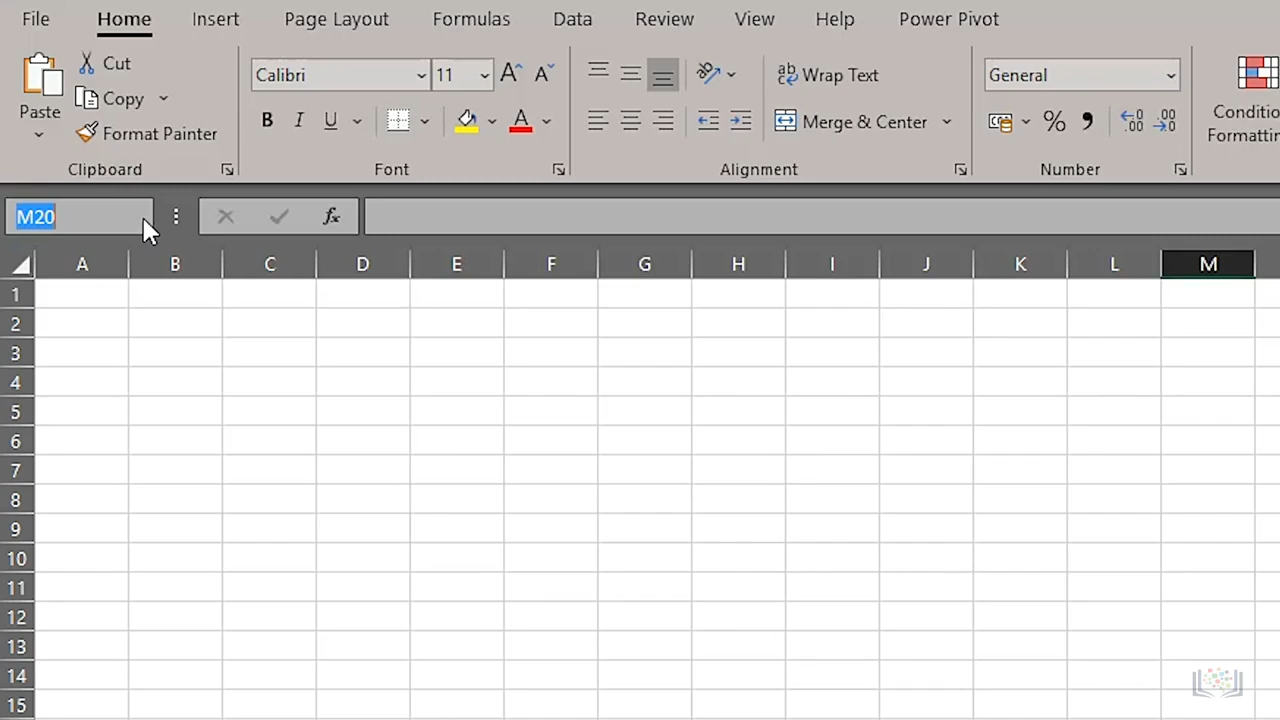 File Home Insert Page Layout Formulas Data Review View Help Power Pivot
Cut
Copy
Format Painter
Paste
Clipboard
Calibri 11
B I U
Font
Wrap Text
Merge & Center
Alignment
General
Number
M20
fx
A B C D E F G H I J K L M
1
2
3
4
5
6
7
8
9
10
11
12
13
14
15